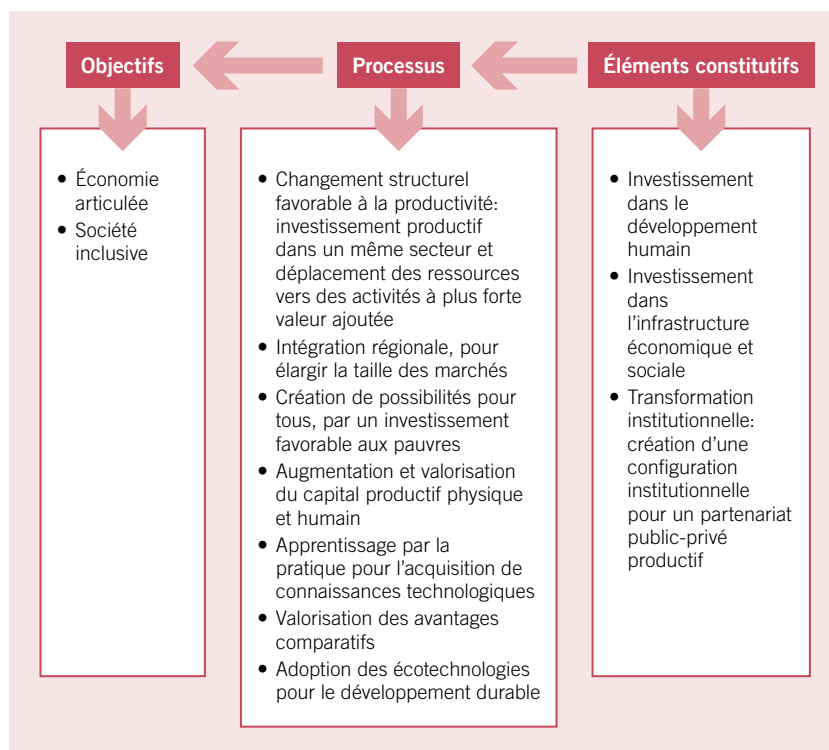 Objectifs
Processus
Éléments constitutifs
• Économie
articulée
• Société
inclusive
• Changement structurel
favorable à la productivité:
investissement productif
dans un même secteur et
déplacement des ressources
vers des activités à plus forte
valeur ajoutée
• Intégration régionale, pour
élargir la taille des marchés
• Création de possibilités pour
tous, par un investissement
favorable aux pauvres
• Augmentation et valorisation
du capital productif physique
et humain
• Apprentissage par la
pratique pour l'acquisition de
connaissances technologiques
• Valorisation des avantages
comparatifs
• Adoption des écotechnologies
pour le développement durable
• Investissement
dans le
développement
humain
• Investissement
dans
l'infrastructure
économique et
sociale
• Transformation
institutionnelle:
création d'une
configuration
institutionnelle
pour un partenariat
public-privé
productif